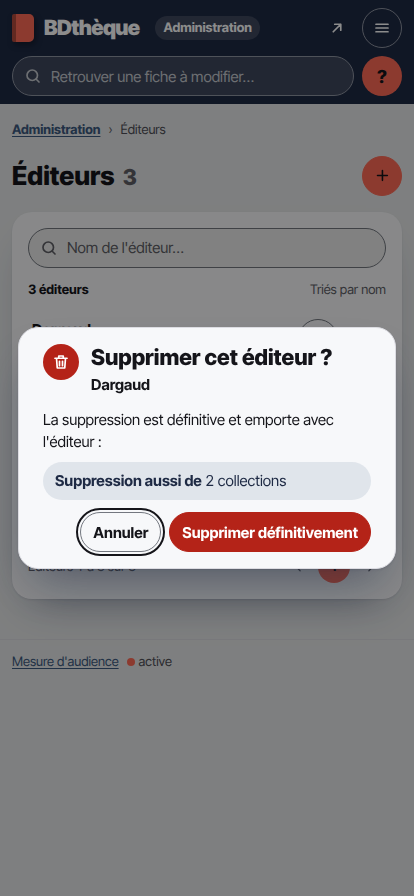 BDthèque Administration
Retrouver une fiche à modifier... ?
Administration › Éditeurs
Éditeurs 3
Nom de l'éditeur...
3 éditeurs Triés par nom
Supprimer cet éditeur ?
Dargaud
La suppression est définitive et emporte avec
l'éditeur :
Suppression aussi de 2 collections
Annuler Supprimer définitivement
Mesure d'audience active